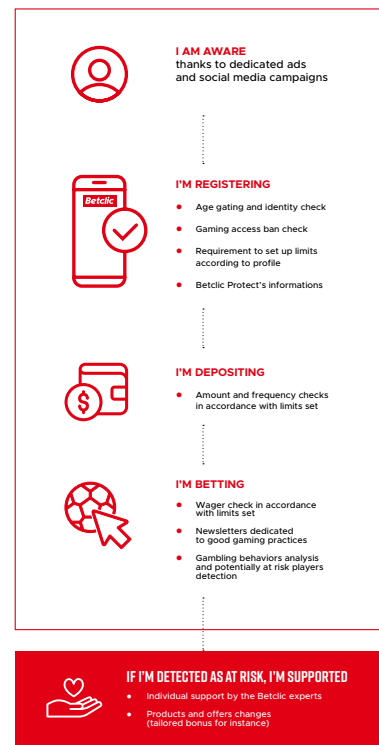 I AM AWARE
thanks to dedicated ads
and social media campaigns
Betclic
I'M REGISTERING
• Age gating and identity check
• Gaming access ban check
• Requirement to set up limits
according to profile
• Betclic Protect's informations
I'M DEPOSITING
$
• Amount and frequency checks
in accordance with limits set
I'M BETTING
• Wager check in accordance
with limits set
• Newsletters dedicated
to good gaming practices
• Gambling behaviors analysis
and potentially at risk players
detection
IF I'M DETECTED AS AT RISK, I'M SUPPORTED
• Individual support by the Betclic experts
• Products and offers changes
(tailored bonus for instance)